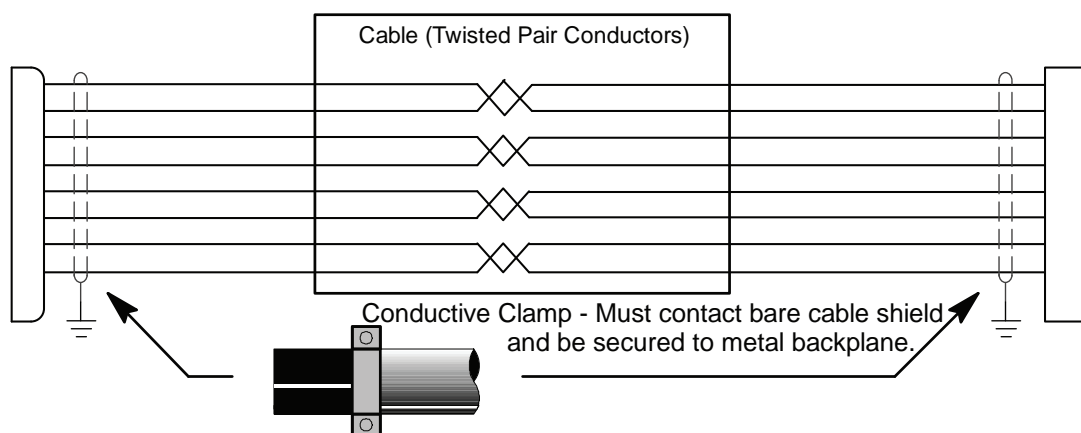 Cable (Twisted Pair Conductors)
Conductive Clamp - Must contact bare cable shield
and be secured to metal backplane.